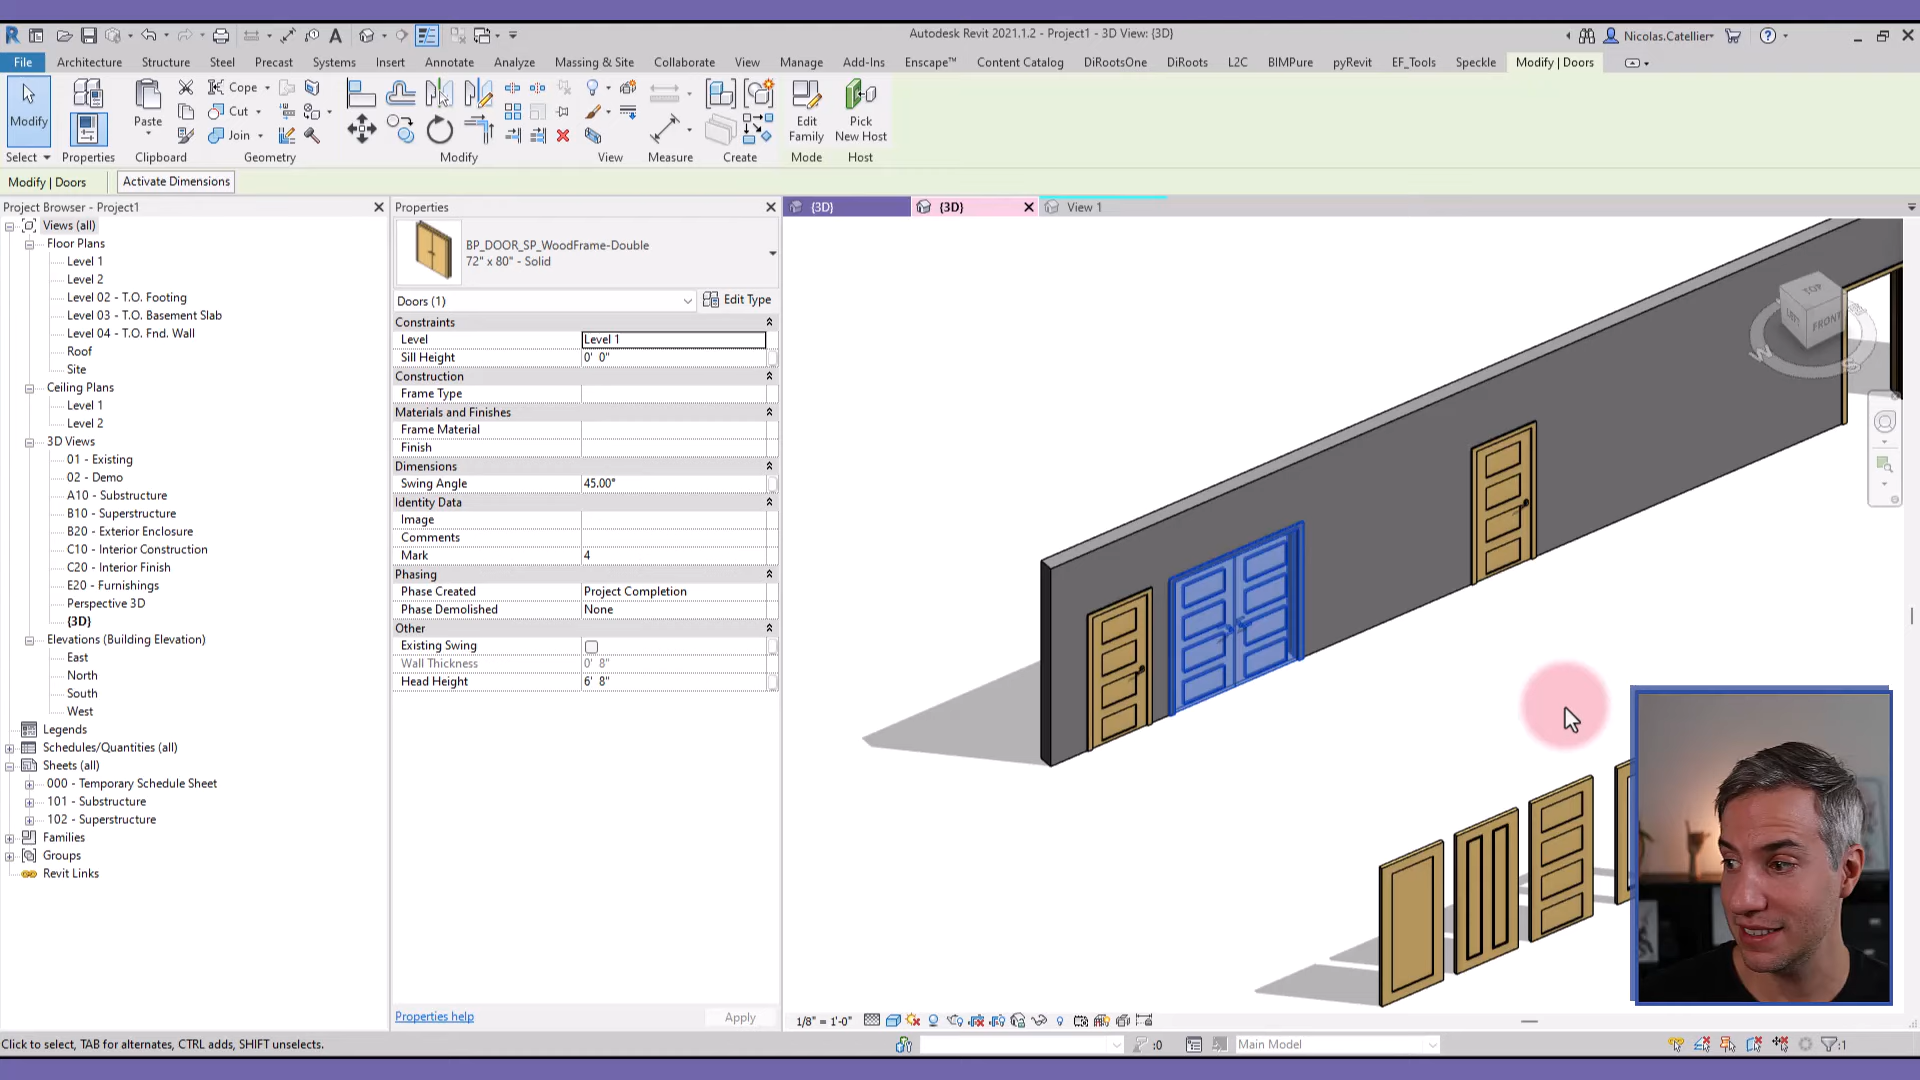 Autodesk Revit 2021.1.2 - Project1 - 3D View: {3D}
Nicolas.Catellier
File Architecture Structure Steel Precast Systems Insert Annotate Analyze Massing & Site Collaborate View Manage Add-Ins Enscape™ Content Catalog DiRootsOne DiRoots L2C BIMPure pyRevit EF_Tools Speckle Modify | Doors
Modify
Paste
Cope
Cut
Join
Edit Family
Pick New Host
Select Properties Clipboard Geometry Modify View Measure Create Mode Host
Modify | Doors Activate Dimensions
Project Browser - Project1
Views (all)
Floor Plans
Level 1
Level 2
Level 02 - T.O. Footing
Level 03 - T.O. Basement Slab
Level 04 - T.O. Fnd. Wall
Roof
Site
Ceiling Plans
Level 1
Level 2
3D Views
01 - Existing
02 - Demo
A10 - Substructure
B10 - Superstructure
B20 - Exterior Enclosure
C10 - Interior Construction
C20 - Interior Finish
E20 - Furnishings
Perspective 3D
{3D}
Elevations (Building Elevation)
East
North
South
West
Legends
Schedules/Quantities (all)
Sheets (all)
000 - Temporary Schedule Sheet
101 - Substructure
102 - Superstructure
Families
Groups
Revit Links
Properties
BP_DOOR_SP_WoodFrame-Double
72" x 80" - Solid
Doors (1)
Edit Type
Constraints
Level Level 1
Sill Height 0' 0"
Construction
Frame Type
Materials and Finishes
Frame Material
Finish
Dimensions
Swing Angle 45.00°
Identity Data
Image
Comments
Mark 4
Phasing
Phase Created Project Completion
Phase Demolished None
Other
Existing Swing
Wall Thickness 0' 8"
Head Height 6' 8"
Properties help
Apply
{3D} {3D} View 1
TOP
LEFT
FRONT
W
S
1/8" = 1'-0"
Click to select, TAB for alternates, CTRL adds, SHIFT unselects.
:0
Main Model
:1